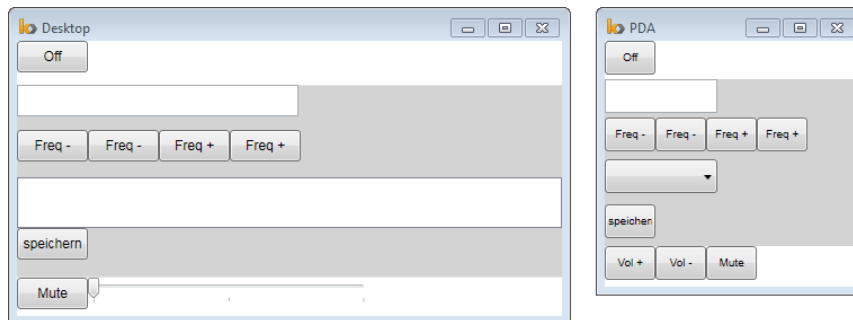 Desktop
Off
Freq - Freq - Freq + Freq +
speichern
Mute
PDA
Off
Freq - Freq - Freq + Freq +
speichern
Vol + Vol - Mute